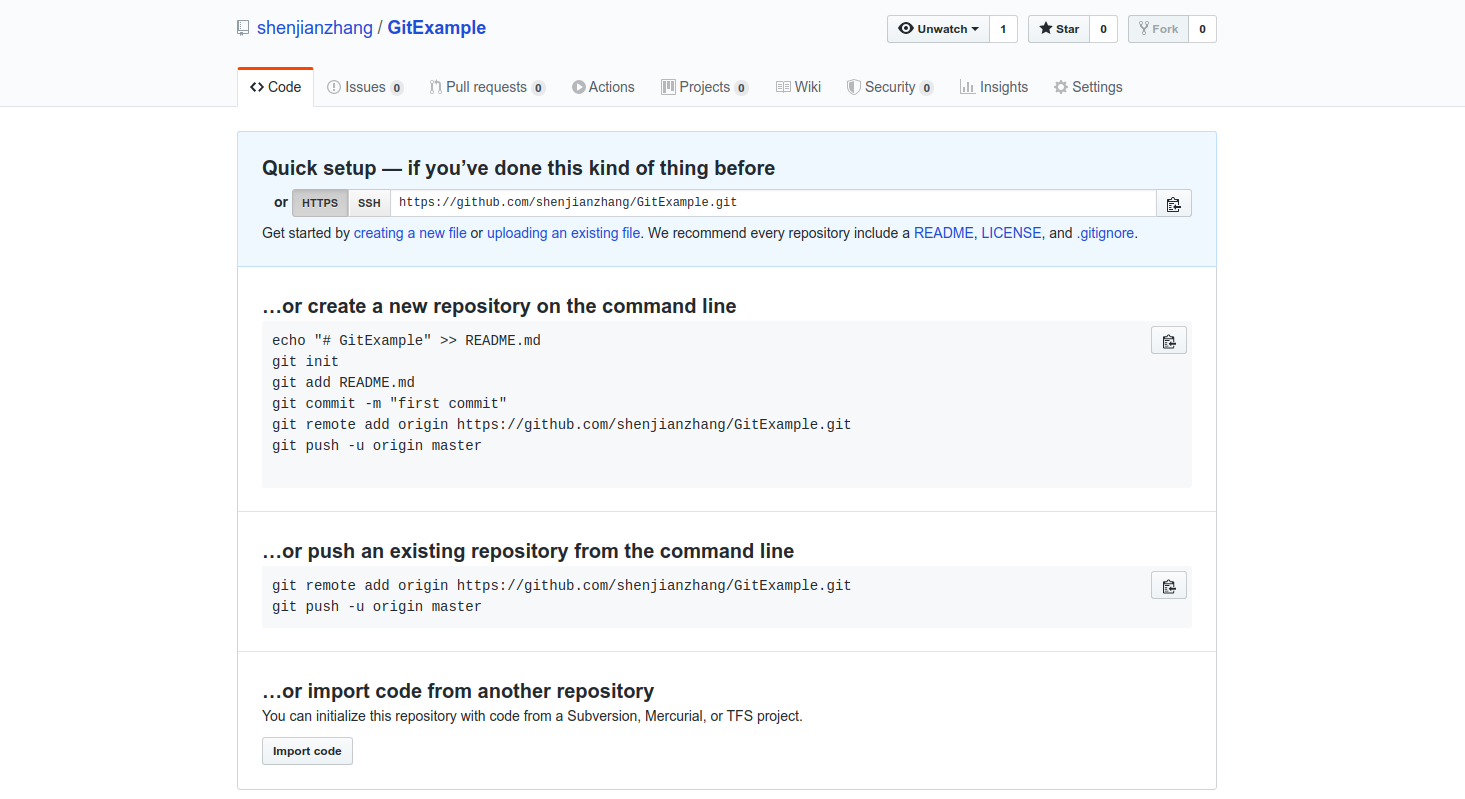 shenjianzhang / GitExample
Unwatch 1 Star 0 Fork 0
Code Issues 0 Pull requests 0 Actions Projects 0 Wiki Security 0 Insights Settings
Quick setup — if you’ve done this kind of thing before
or HTTPS SSH https://github.com/shenjianzhang/GitExample.git
Get started by creating a new file or uploading an existing file. We recommend every repository include a README, LICENSE, and .gitignore.
…or create a new repository on the command line
echo "# GitExample" >> README.md
git init
git add README.md
git commit -m "first commit"
git remote add origin https://github.com/shenjianzhang/GitExample.git
git push -u origin master
…or push an existing repository from the command line
git remote add origin https://github.com/shenjianzhang/GitExample.git
git push -u origin master
…or import code from another repository
You can initialize this repository with code from a Subversion, Mercurial, or TFS project.
Import code